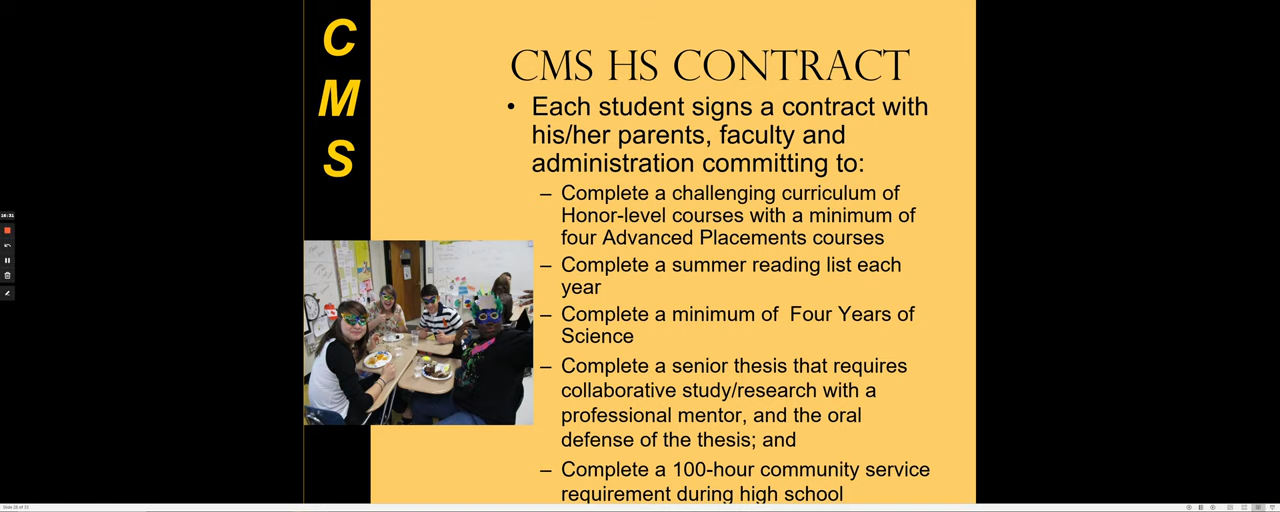 C
M
S
CMS HS CONTRACT
• Each student signs a contract with
his/her parents, faculty and
administration committing to:
– Complete a challenging curriculum of
Honor-level courses with a minimum of
four Advanced Placements courses
– Complete a summer reading list each
year
– Complete a minimum of  Four Years of
Science
– Complete a senior thesis that requires
collaborative study/research with a
professional mentor, and the oral
defense of the thesis; and
– Complete a 100-hour community service
requirement during high school
16:31